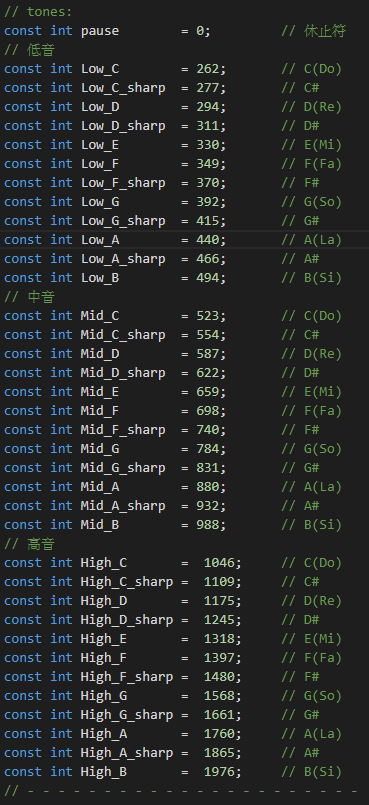 // tones:
const int pause        = 0;         // 休止符
// 低音
const int Low_C        = 262;       // C(Do)
const int Low_C_sharp  = 277;       // C#
const int Low_D        = 294;       // D(Re)
const int Low_D_sharp  = 311;       // D#
const int Low_E        = 330;       // E(Mi)
const int Low_F        = 349;       // F(Fa)
const int Low_F_sharp  = 370;       // F#
const int Low_G        = 392;       // G(So)
const int Low_G_sharp  = 415;       // G#
const int Low_A        = 440;       // A(La)
const int Low_A_sharp  = 466;       // A#
const int Low_B        = 494;       // B(Si)
// 中音
const int Mid_C        = 523;       // C(Do)
const int Mid_C_sharp  = 554;       // C#
const int Mid_D        = 587;       // D(Re)
const int Mid_D_sharp  = 622;       // D#
const int Mid_E        = 659;       // E(Mi)
const int Mid_F        = 698;       // F(Fa)
const int Mid_F_sharp  = 740;       // F#
const int Mid_G        = 784;       // G(So)
const int Mid_G_sharp  = 831;       // G#
const int Mid_A        = 880;       // A(La)
const int Mid_A_sharp  = 932;       // A#
const int Mid_B        = 988;       // B(Si)
// 高音
const int High_C       =  1046;     // C(Do)
const int High_C_sharp =  1109;     // C#
const int High_D       =  1175;     // D(Re)
const int High_D_sharp =  1245;     // D#
const int High_E       =  1318;     // E(Mi)
const int High_F       =  1397;     // F(Fa)
const int High_F_sharp =  1480;     // F#
const int High_G       =  1568;     // G(So)
const int High_G_sharp =  1661;     // G#
const int High_A       =  1760;     // A(La)
const int High_A_sharp =  1865;     // A#
const int High_B       =  1976;     // B(Si)
// - - - - - - - - - - - - - - - - - - - - - -